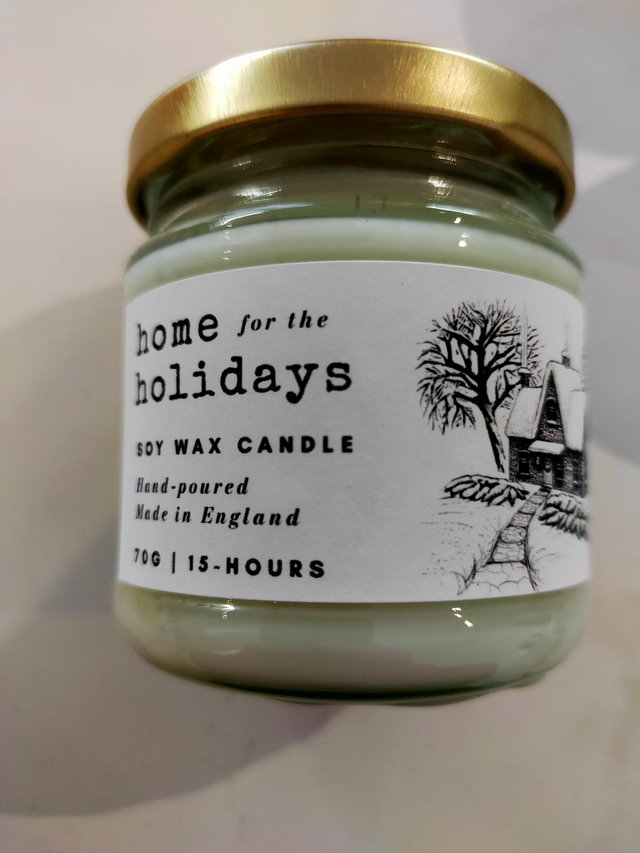 home for the
holidays
SOY WAX CANDLE
Hand-poured
Made in England
70G | 15-HOURS